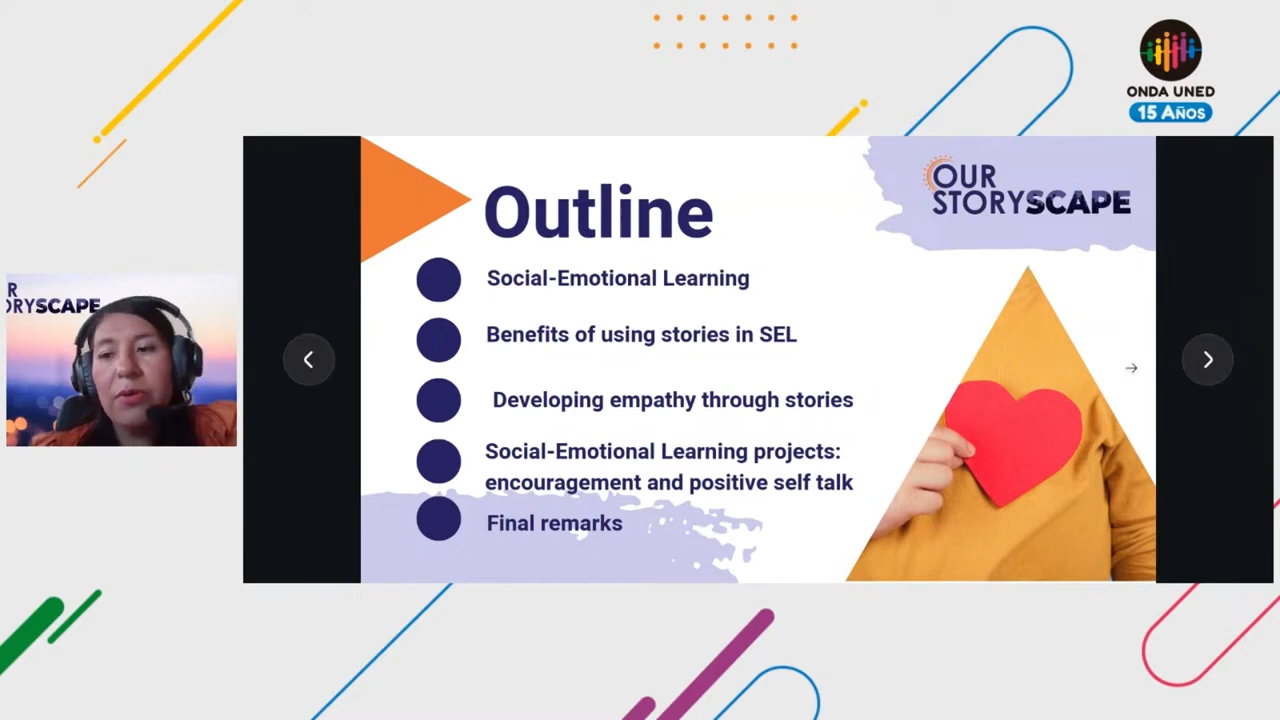 ONDA UNED
15 AÑOS
Outline
OUR
STORYSCAPE
Social-Emotional Learning
Benefits of using stories in SEL
Developing empathy through stories
Social-Emotional Learning projects:
encouragement and positive self talk
Final remarks
R
ORYSCAPE